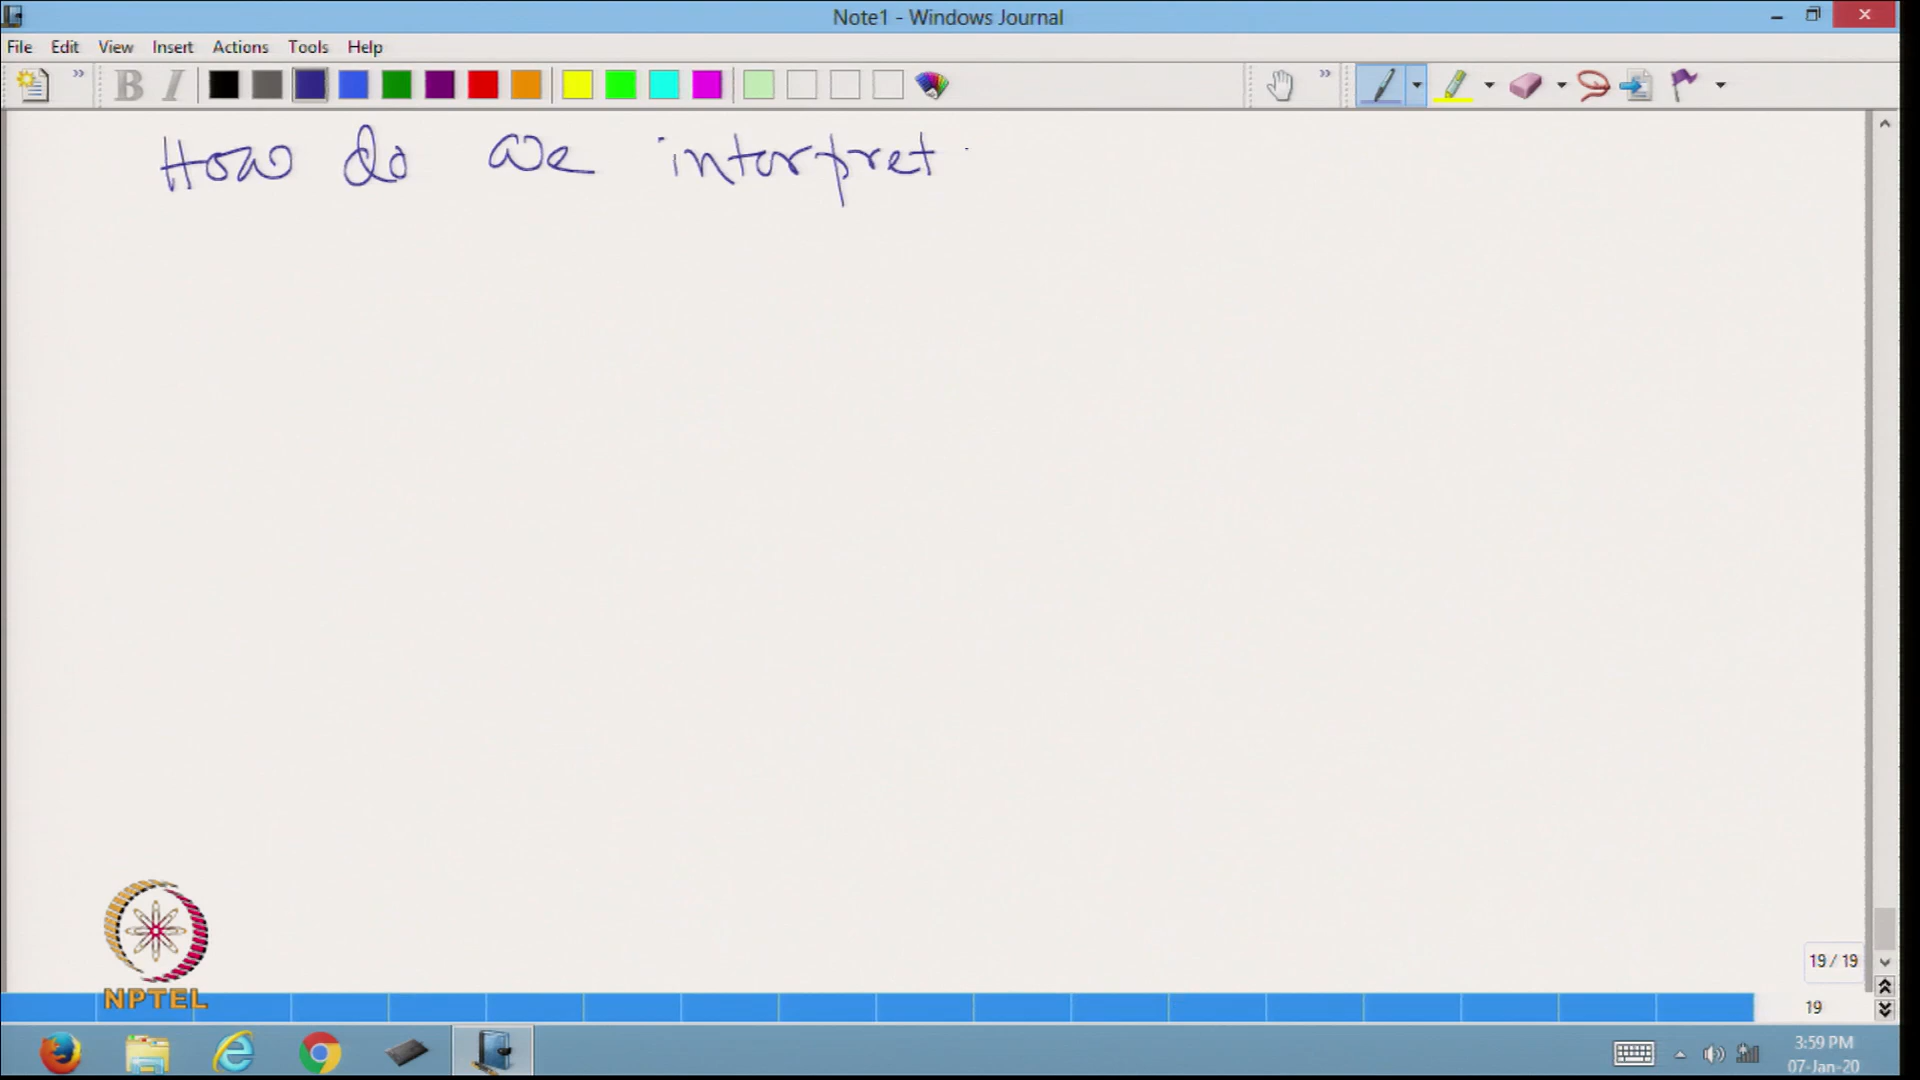 Note1 - Windows Journal
File Edit View Insert Actions Tools Help
B I
How do we interpret
NPTEL
19 / 19
19
3:59 PM
07-Jan-20